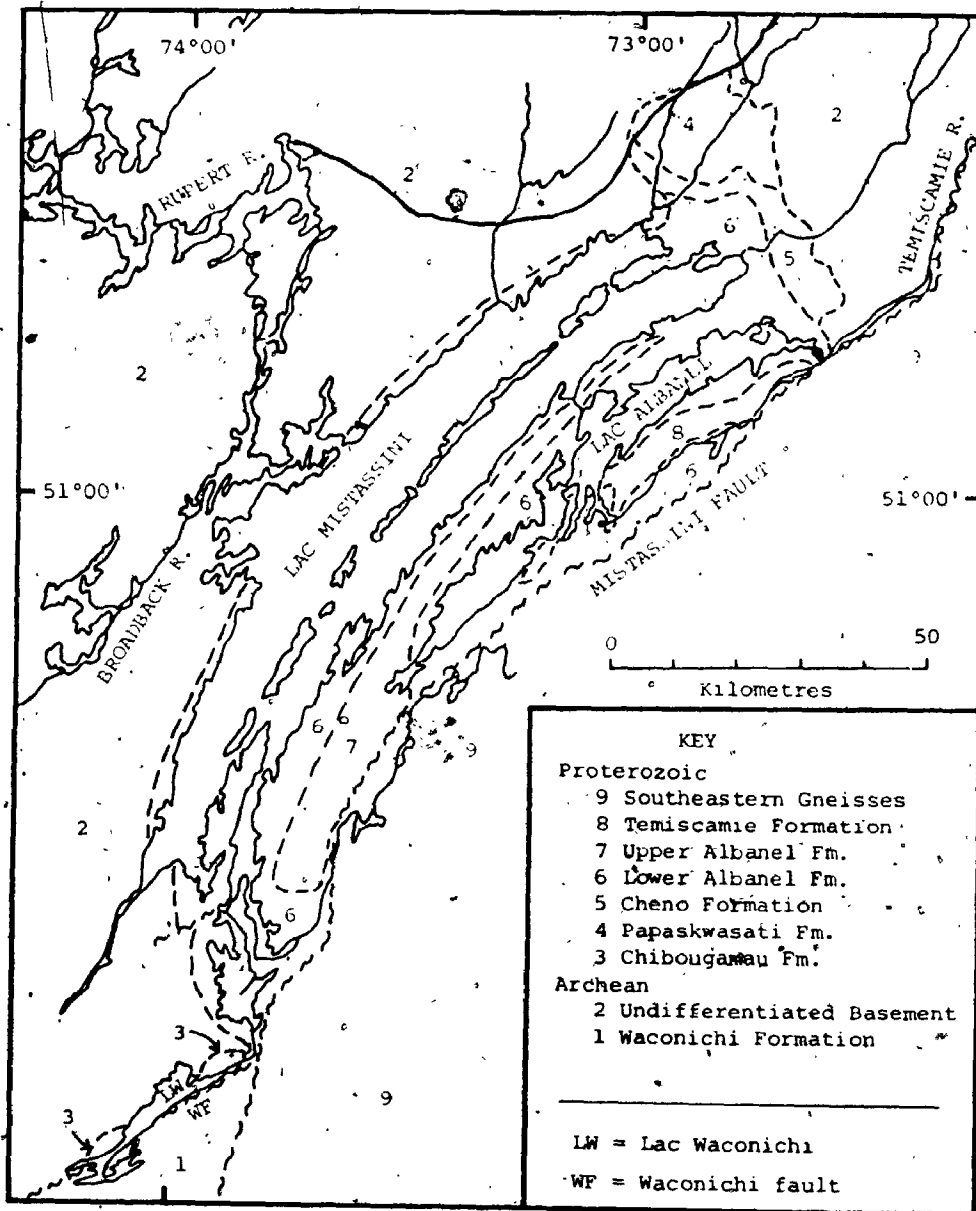 74°00'
73°00'
4
2
2
RUPERT R.
TEMISCAMIE R.
6
5
2
9
LAC ALBANEL
8
LAC MISTASSINI
5
51°00'
6
51°00'
MISTASSINI FAULT
BROADBACK R.
0 50
Kilometres
6 6
7
9
2
6
3
LW
WF
9
3
1
KEY
Proterozoic
9 Southeastern Gneisses
8 Temiscamie Formation
7 Upper Albanel Fm.
6 Lower Albanel Fm.
5 Cheno Formation
4 Papaskwasati Fm.
3 Chibougamau Fm.
Archean
2 Undifferentiated Basement
1 Waconichi Formation
LW = Lac Waconichi
WF = Waconichi fault